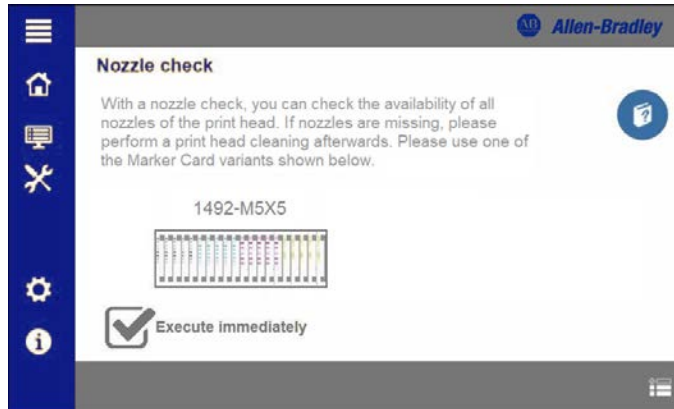 AB Allen-Bradley
Nozzle check
With a nozzle check, you can check the availability of all
nozzles of the print head. If nozzles are missing, please
perform a print head cleaning afterwards. Please use one of
the Marker Card variants shown below.
1492-M5X5
Execute immediately